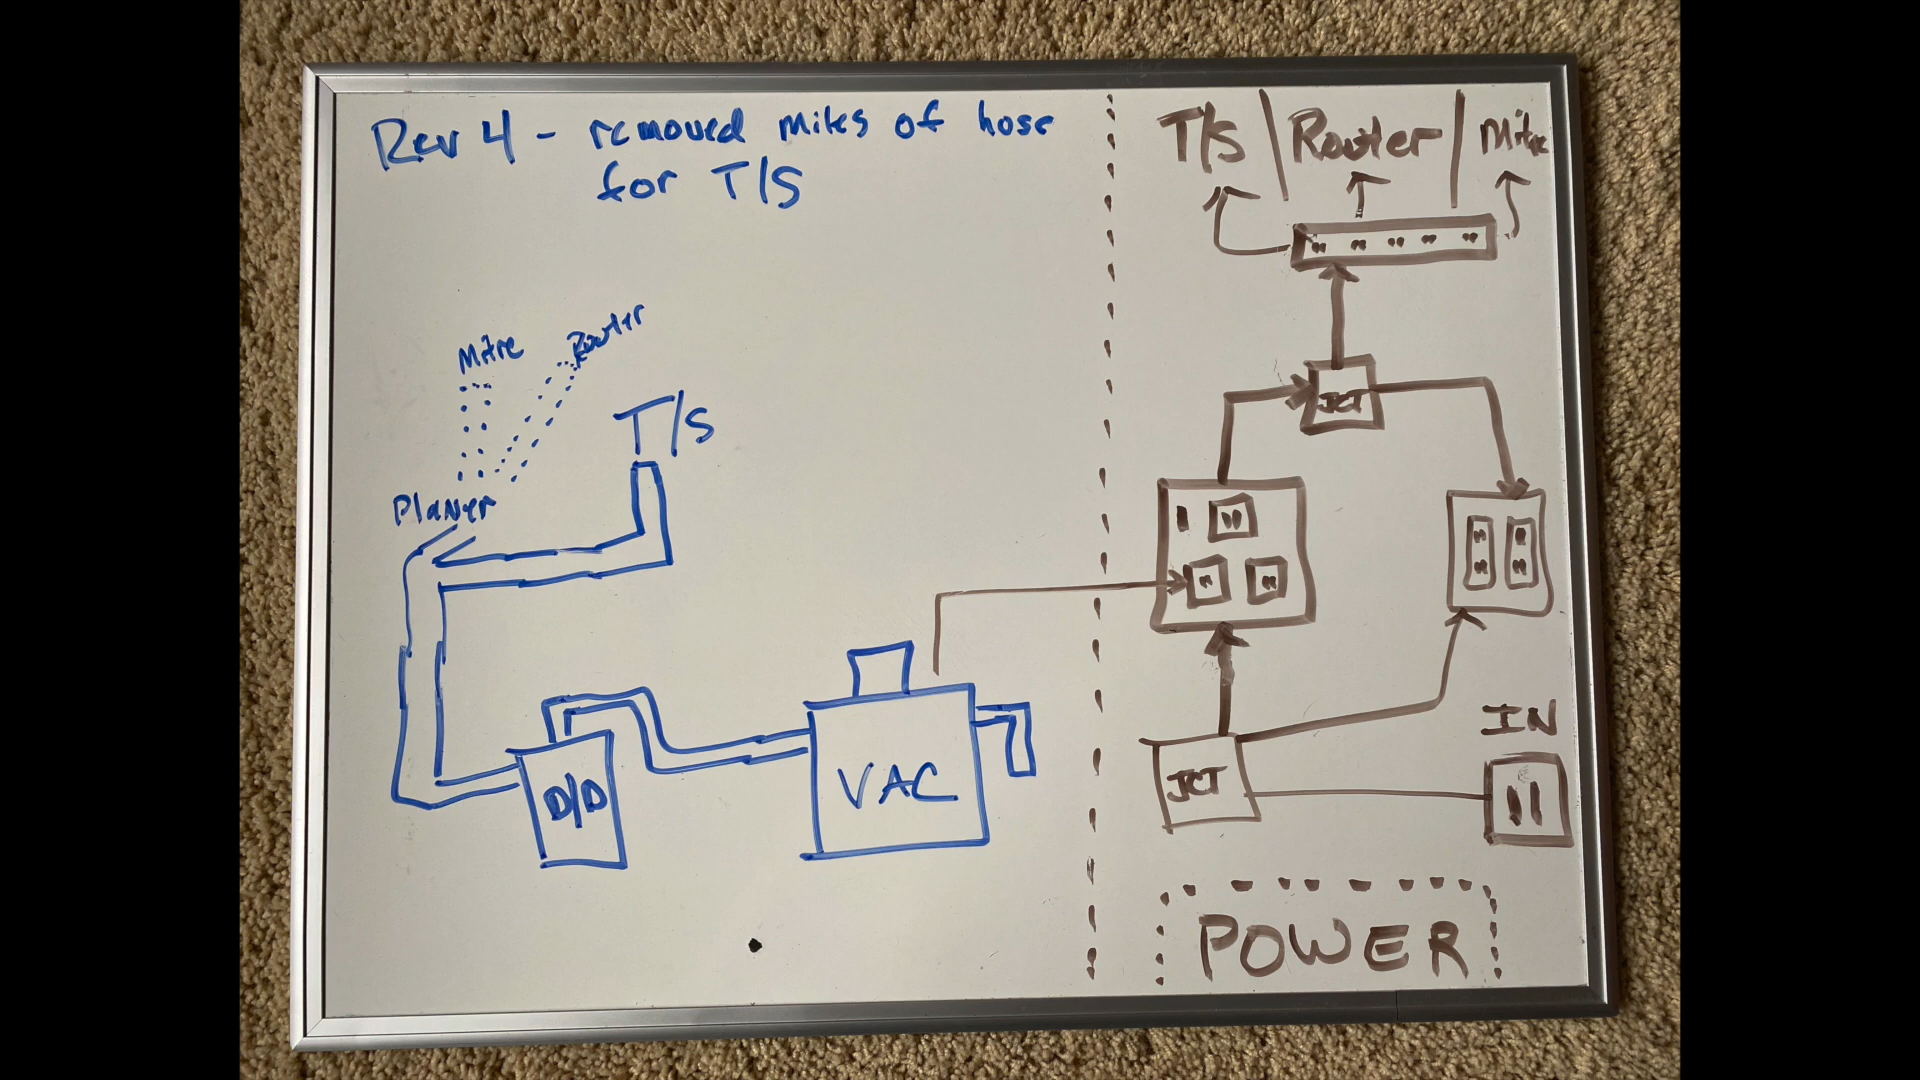 Rev 4 - removed miles of hose
for T/S
Mitre
Router
T/S
Planer
D/D
VAC
T/S | Router | Mitre
JCT
JCT
IN
POWER